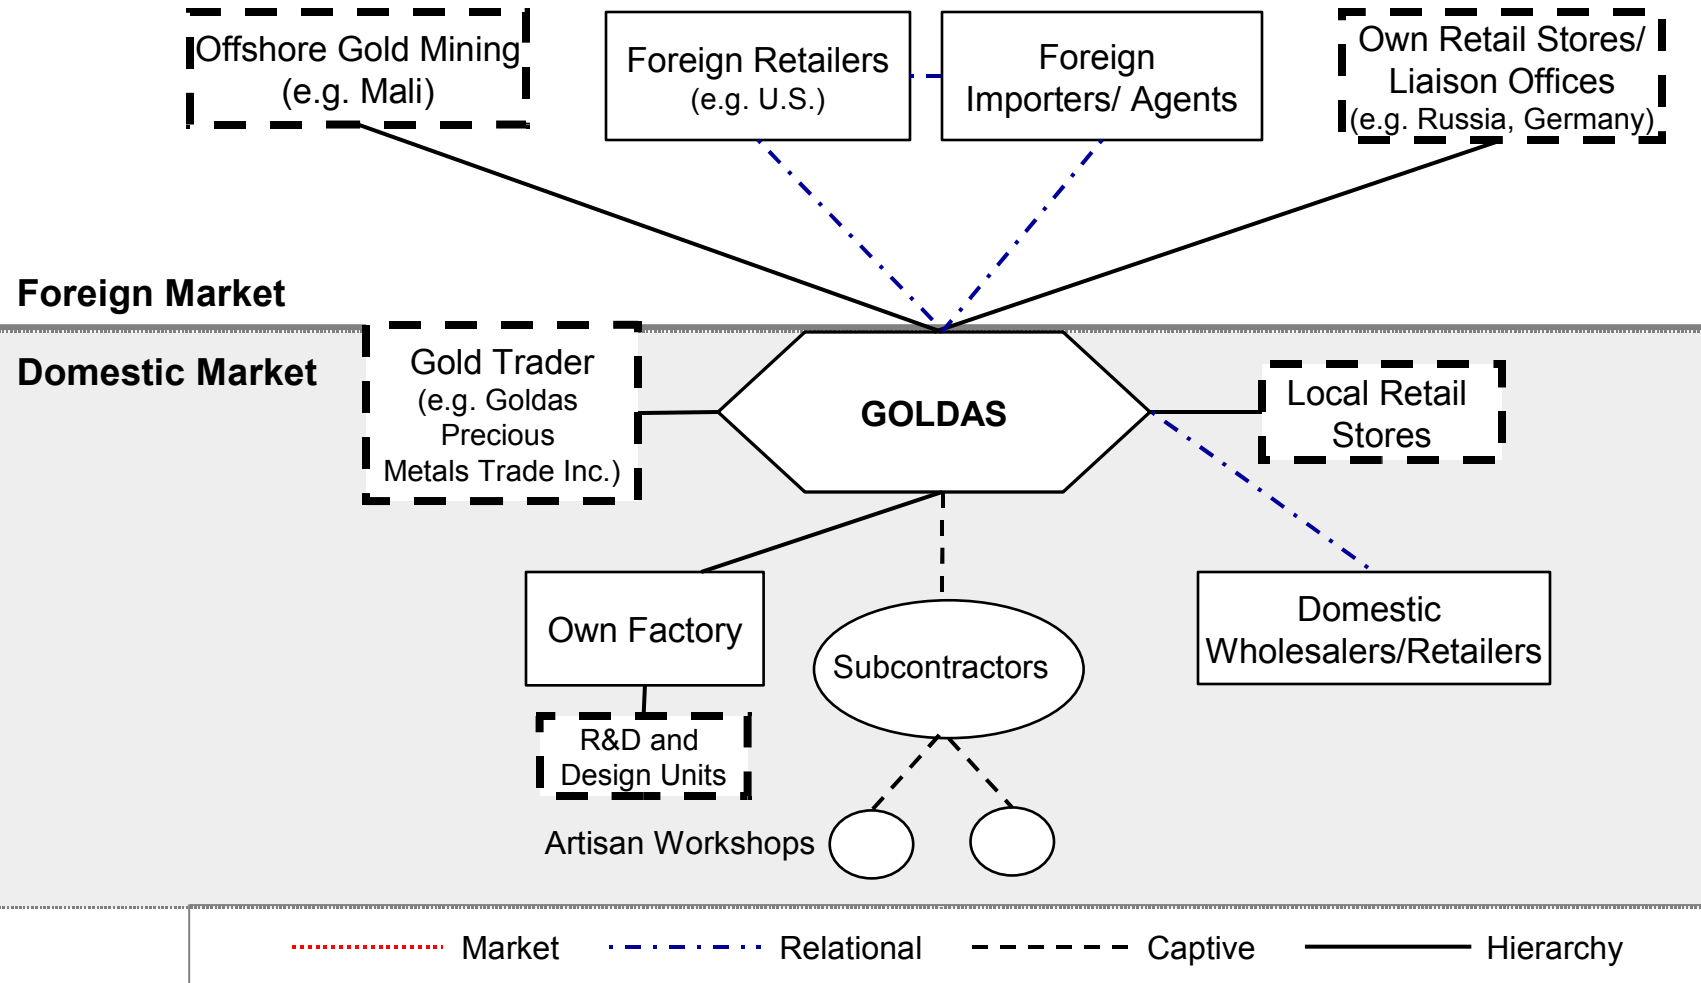 Offshore Gold Mining
(e.g. Mali)
Foreign Retailers
(e.g. U.S.)
Foreign
Importers/ Agents
Own Retail Stores/
Liaison Offices
(e.g. Russia, Germany)
Foreign Market
Domestic Market
Gold Trader
(e.g. Goldas
Precious
Metals Trade Inc.)
GOLDAS
Local Retail
Stores
Own Factory
Subcontractors
Domestic
Wholesalers/Retailers
R&D and
Design Units
Artisan Workshops
Market
Relational
Captive
Hierarchy